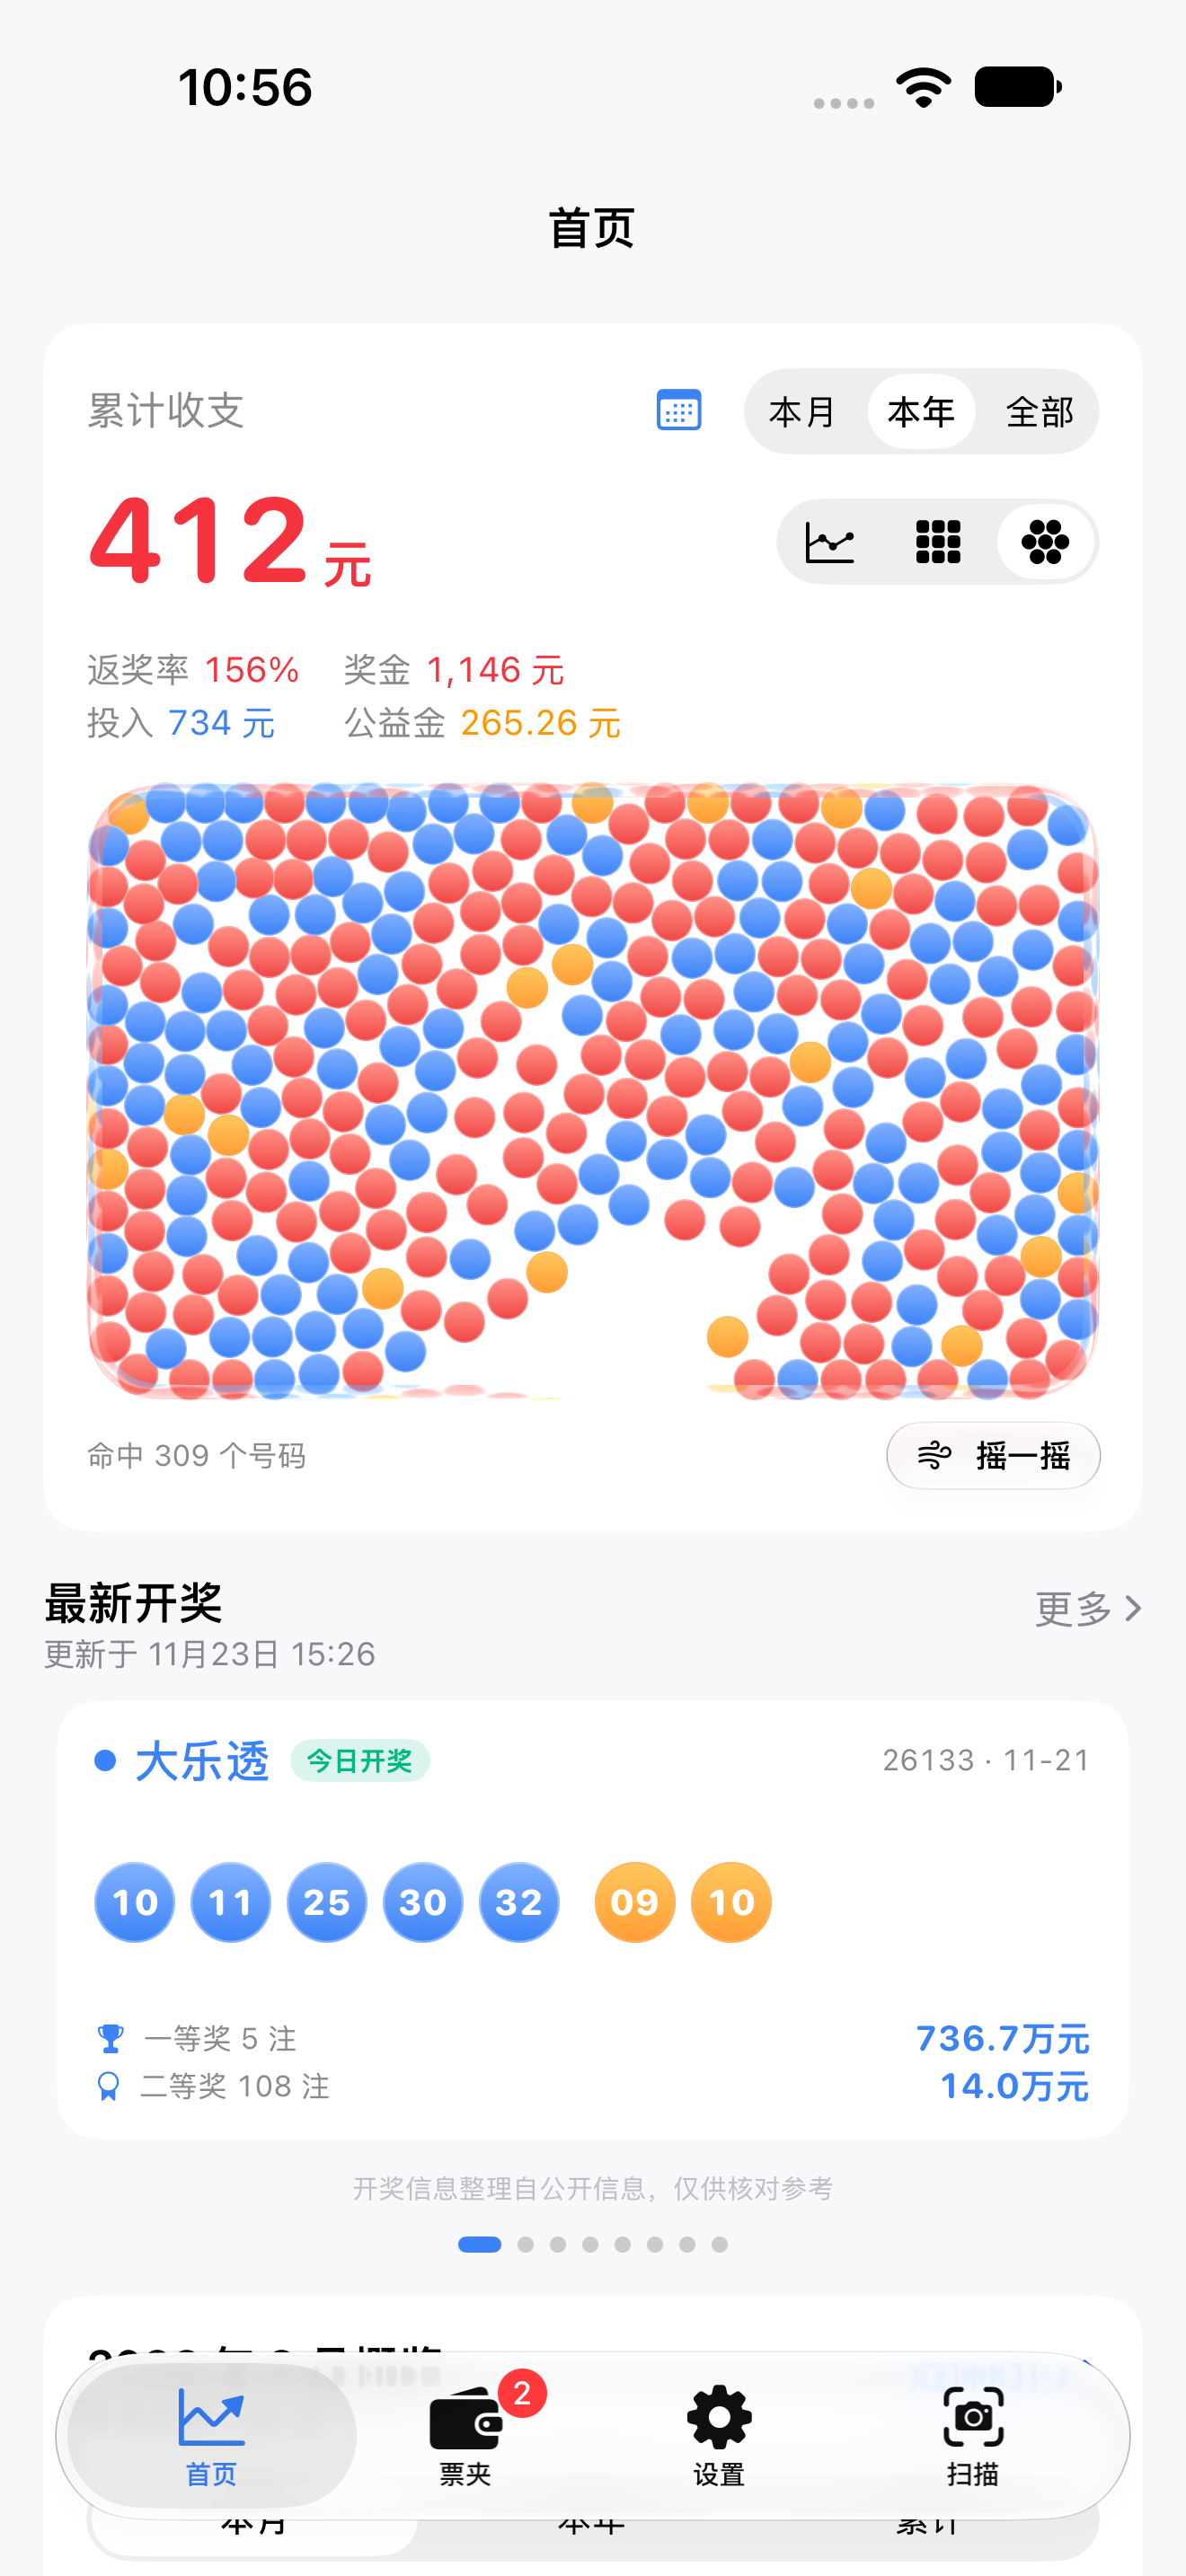 10:56
首页
累计收支
本月 本年 全部
412 元
返奖率 156% 奖金 1,146 元
投入 734 元 公益金 265.26 元
命中 309 个号码
摇一摇
最新开奖
更多
更新于 11月23日 15:26
大乐透 今日开奖 26133 · 11-21
10 11 25 30 32 09 10
一等奖 5 注 736.7万元
二等奖 108 注 14.0万元
开奖信息整理自公开信息，仅供核对参考
2
首页 票夹 设置 扫描
本月 本年 累计